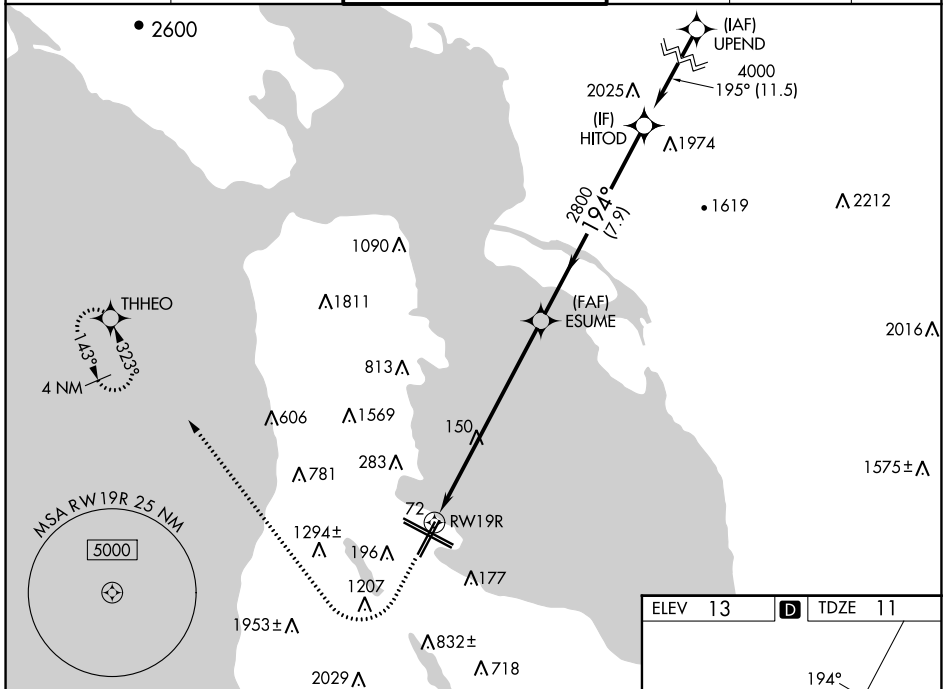 2600
(IAF)
UPEND
4000
195° (11.5)
2025
(IF)
HITOD
1974
2800
194°
(7.9)
1619
2212
1090
THHEO
1811
(FAF)
ESUME
2016
143°
323°
4 NM
813
606
1569
150
283
1575±
781
MSA RW 19R 25 NM
5000
72
RW19R
1294±
196
177
1207
1953±
832±
718
2029
ELEV 13
D
TDZE 11
194°